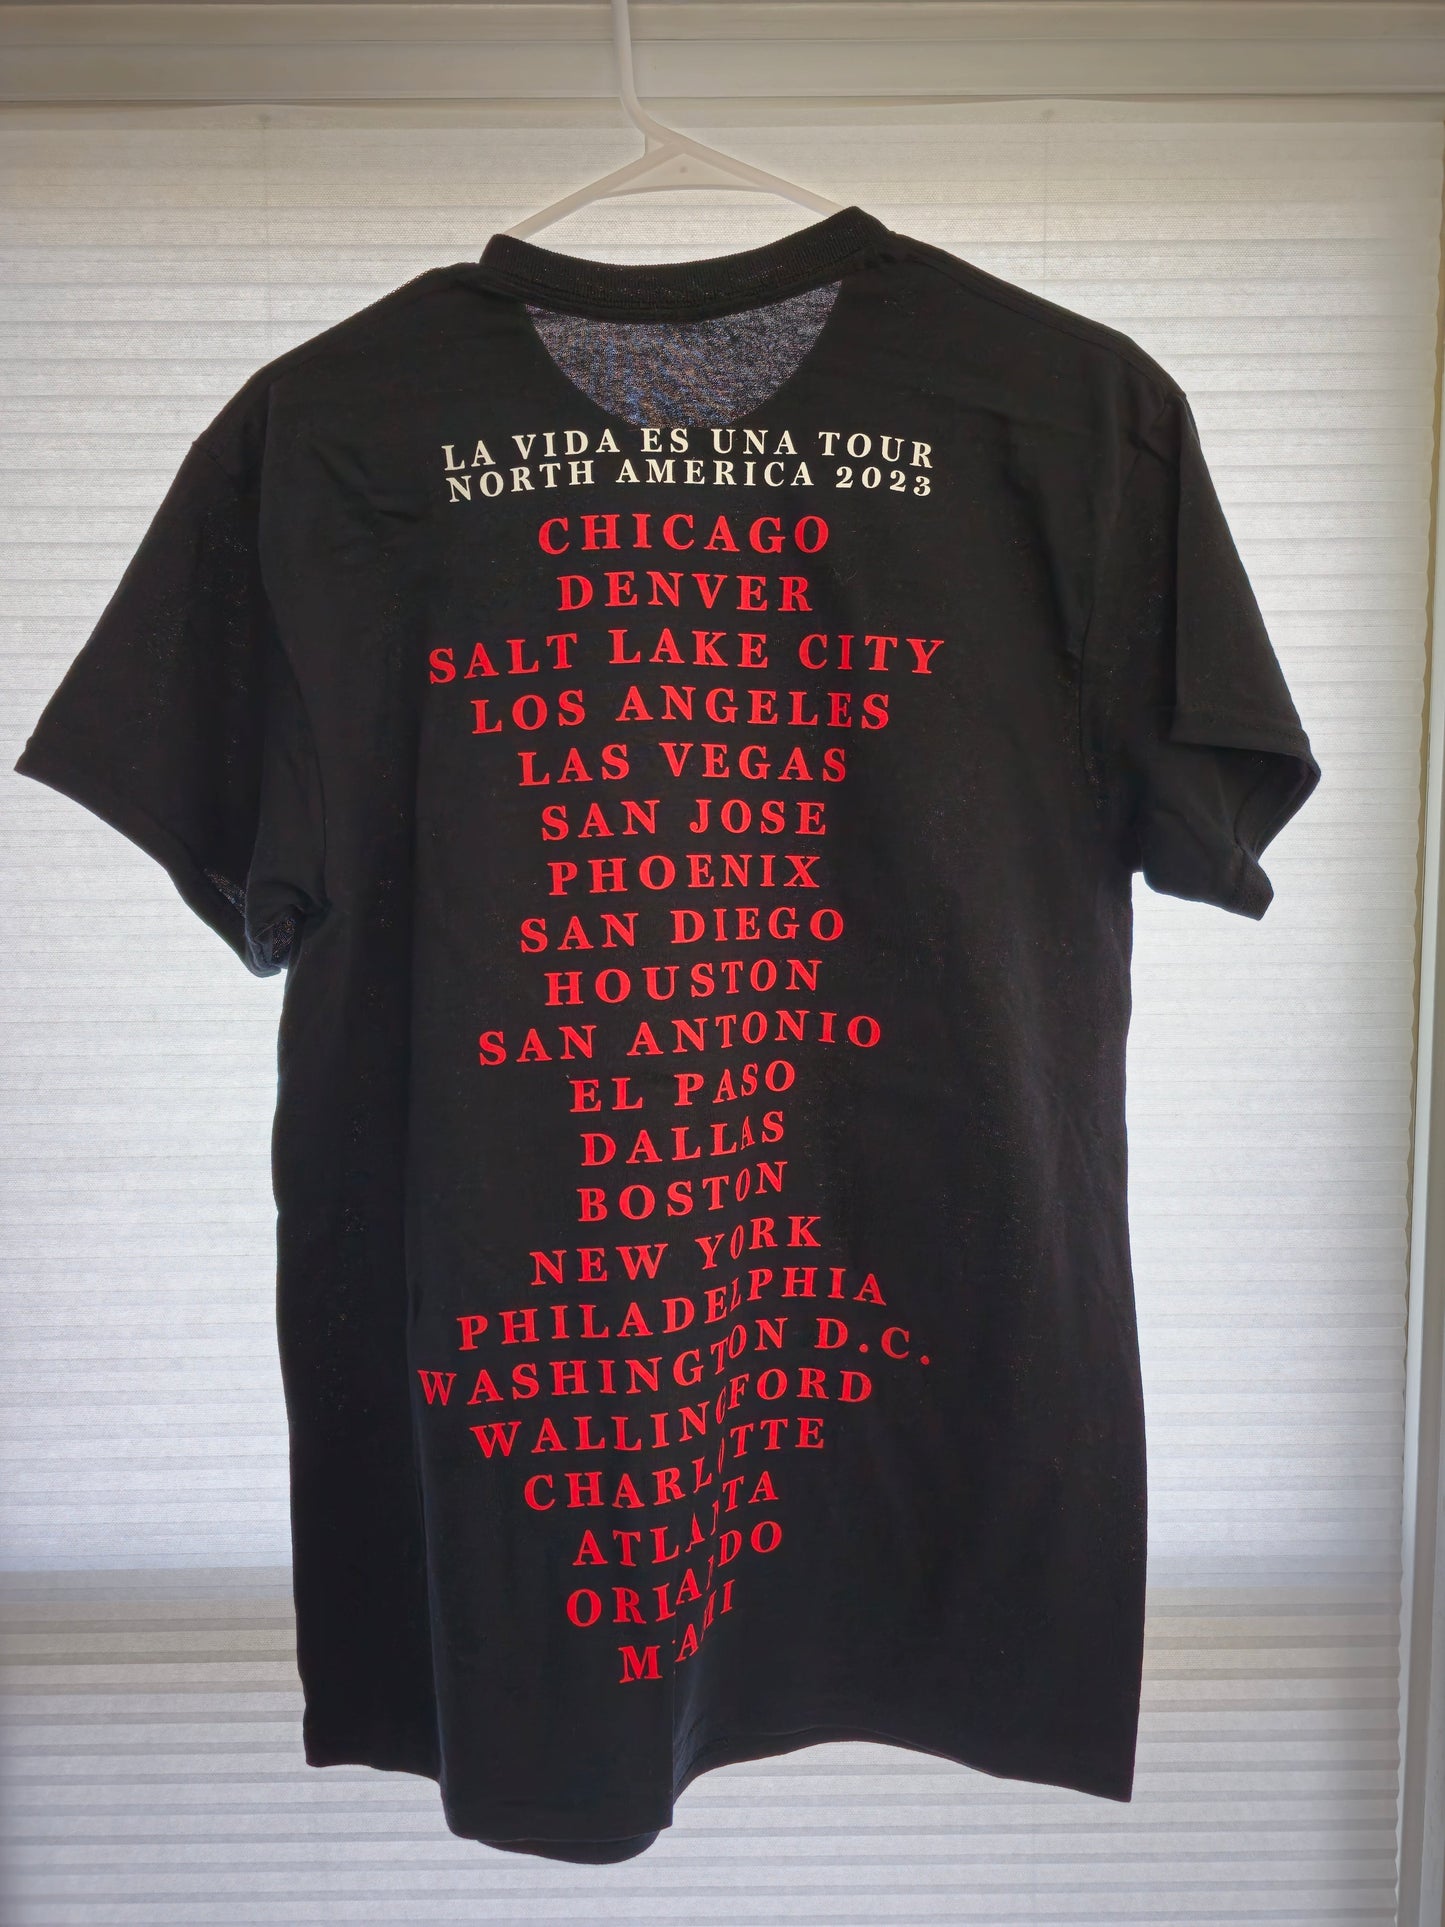 LA VIDA ES UNA TOUR
NORTH AMERICA 2023
CHICAGO
DENVER
SALT LAKE CITY
LOS ANGELES
LAS VEGAS
SAN JOSE
PHOENIX
SAN DIEGO
HOUSTON
SAN ANTONIO
EL PASO
DALLAS
BOSTON
NEW YORK
PHILADELPHIA
WASHINGTON D.C.
WALLINGFORD
CHARLOTTE
ATLANTA
ORLANDO
MIAMI